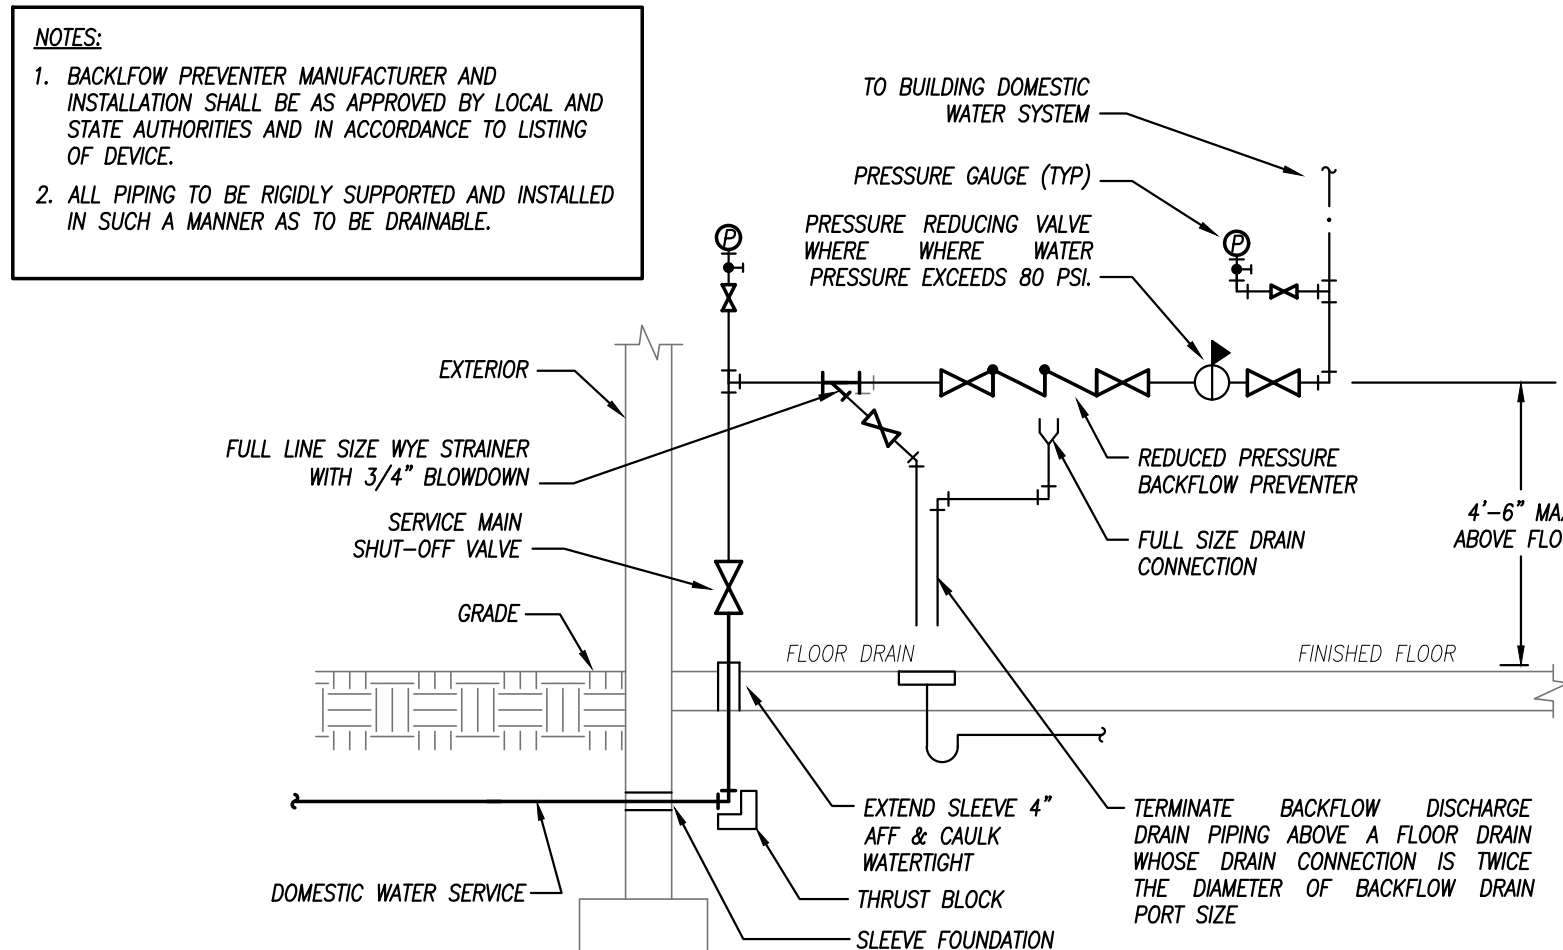 NOTES:
1. BACKLFOW PREVENTER MANUFACTURER AND
INSTALLATION SHALL BE AS APPROVED BY LOCAL AND
STATE AUTHORITIES AND IN ACCORDANCE TO LISTING
OF DEVICE.
2. ALL PIPING TO BE RIGIDLY SUPPORTED AND INSTALLED
IN SUCH A MANNER AS TO BE DRAINABLE.
TO BUILDING DOMESTIC
WATER SYSTEM
PRESSURE GAUGE (TYP)
P
P
PRESSURE REDUCING VALVE
WHERE WHERE WATER
PRESSURE EXCEEDS 80 PSI.
EXTERIOR
FULL LINE SIZE WYE STRAINER
WITH 3/4" BLOWDOWN
REDUCED PRESSURE
BACKFLOW PREVENTER
SERVICE MAIN
SHUT-OFF VALVE
FULL SIZE DRAIN
CONNECTION
4'-6" MA
ABOVE FLO
GRADE
FLOOR DRAIN
FINISHED FLOOR
EXTEND SLEEVE 4"
AFF & CAULK
WATERTIGHT
TERMINATE BACKFLOW DISCHARGE
DRAIN PIPING ABOVE A FLOOR DRAIN
WHOSE DRAIN CONNECTION IS TWICE
THE DIAMETER OF BACKFLOW DRAIN
PORT SIZE
DOMESTIC WATER SERVICE
THRUST BLOCK
SLEEVE FOUNDATION